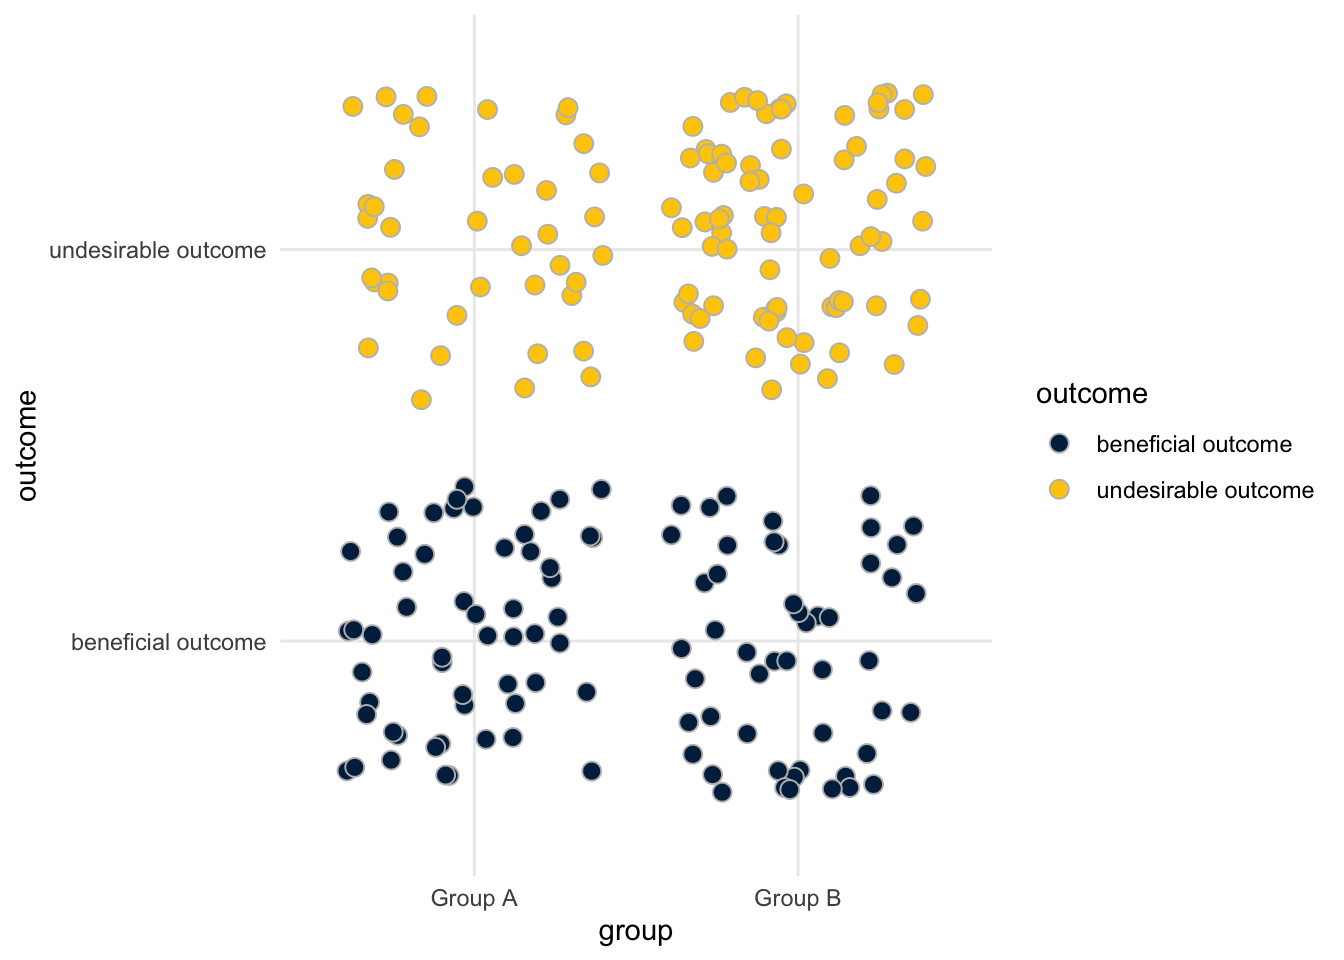 undesirable outcome
beneficial outcome
outcome
Group A
Group B
group
outcome
beneficial outcome
undesirable outcome